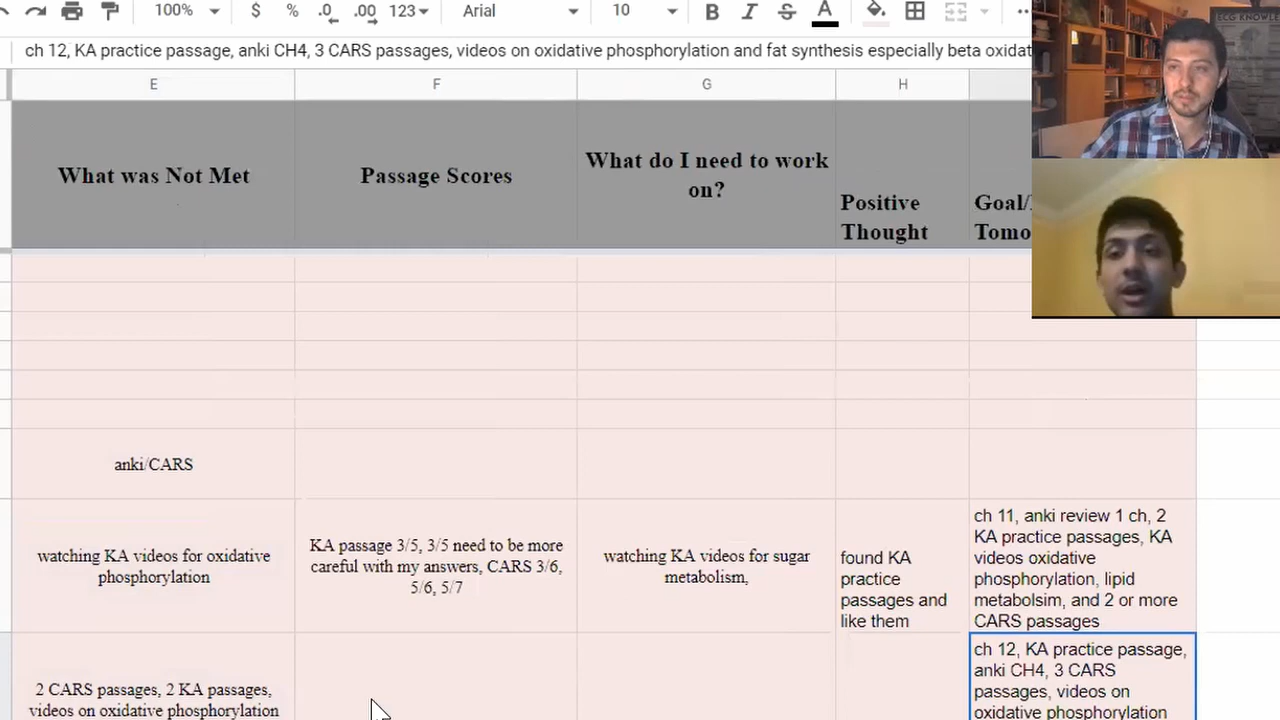 100%
$ % .0 .00 123
Arial
10
B I S A
ch 12, KA practice passage, anki CH4, 3 CARS passages, videos on oxidative phosphorylation and fat synthesis especially beta oxidat
ECG KNOWLE
E F G H
What was Not Met
Passage Scores
What do I need to work
on?
Positive
Thought
Goal/
Tomo
anki/CARS
watching KA videos for oxidative
phosphorylation
KA passage 3/5, 3/5 need to be more
careful with my answers, CARS 3/6,
5/6, 5/7
watching KA videos for sugar
metabolism,
found KA
practice
passages and
like them
ch 11, anki review 1 ch, 2
KA practice passages, KA
videos oxidative
phosphorylation, lipid
metabolsim, and 2 or more
CARS passages
2 CARS passages, 2 KA passages,
videos on oxidative phosphorylation
ch 12, KA practice passage,
anki CH4, 3 CARS
passages, videos on
oxidative phosphorylation